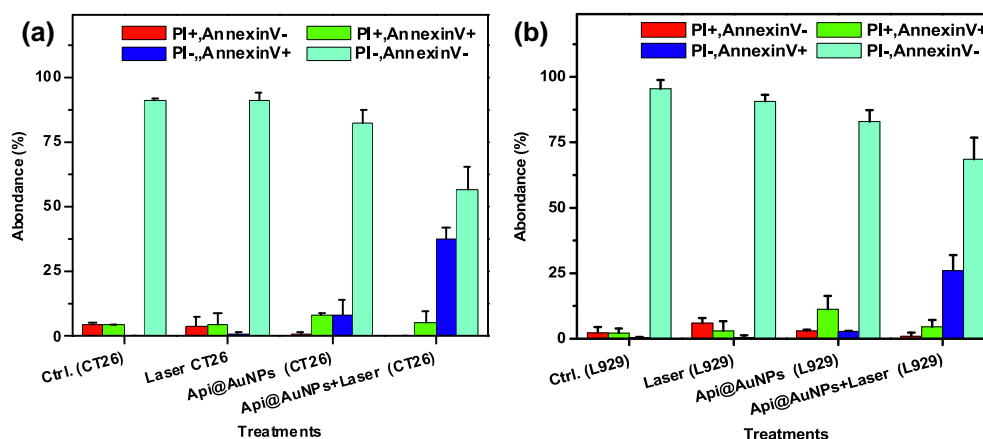 (a)
PI+,AnnexinV- PI+,AnnexinV+
PI-,,AnnexinV+ PI-,AnnexinV-
100
75
50
25
0
Abondance (%)
Ctrl. (CT26)
Laser CT26
Api@AuNPs (CT26)
Api@AuNPs+Laser (CT26)
Treatments
(b)
PI+,AnnexinV- PI+,AnnexinV+
PI-,AnnexinV+ PI-,AnnexinV-
100
75
50
25
0
Abondance (%)
Ctrl. (L929)
Laser (L929)
Api@AuNPs (L929)
Api@AuNPs+Laser (L929)
Treatments